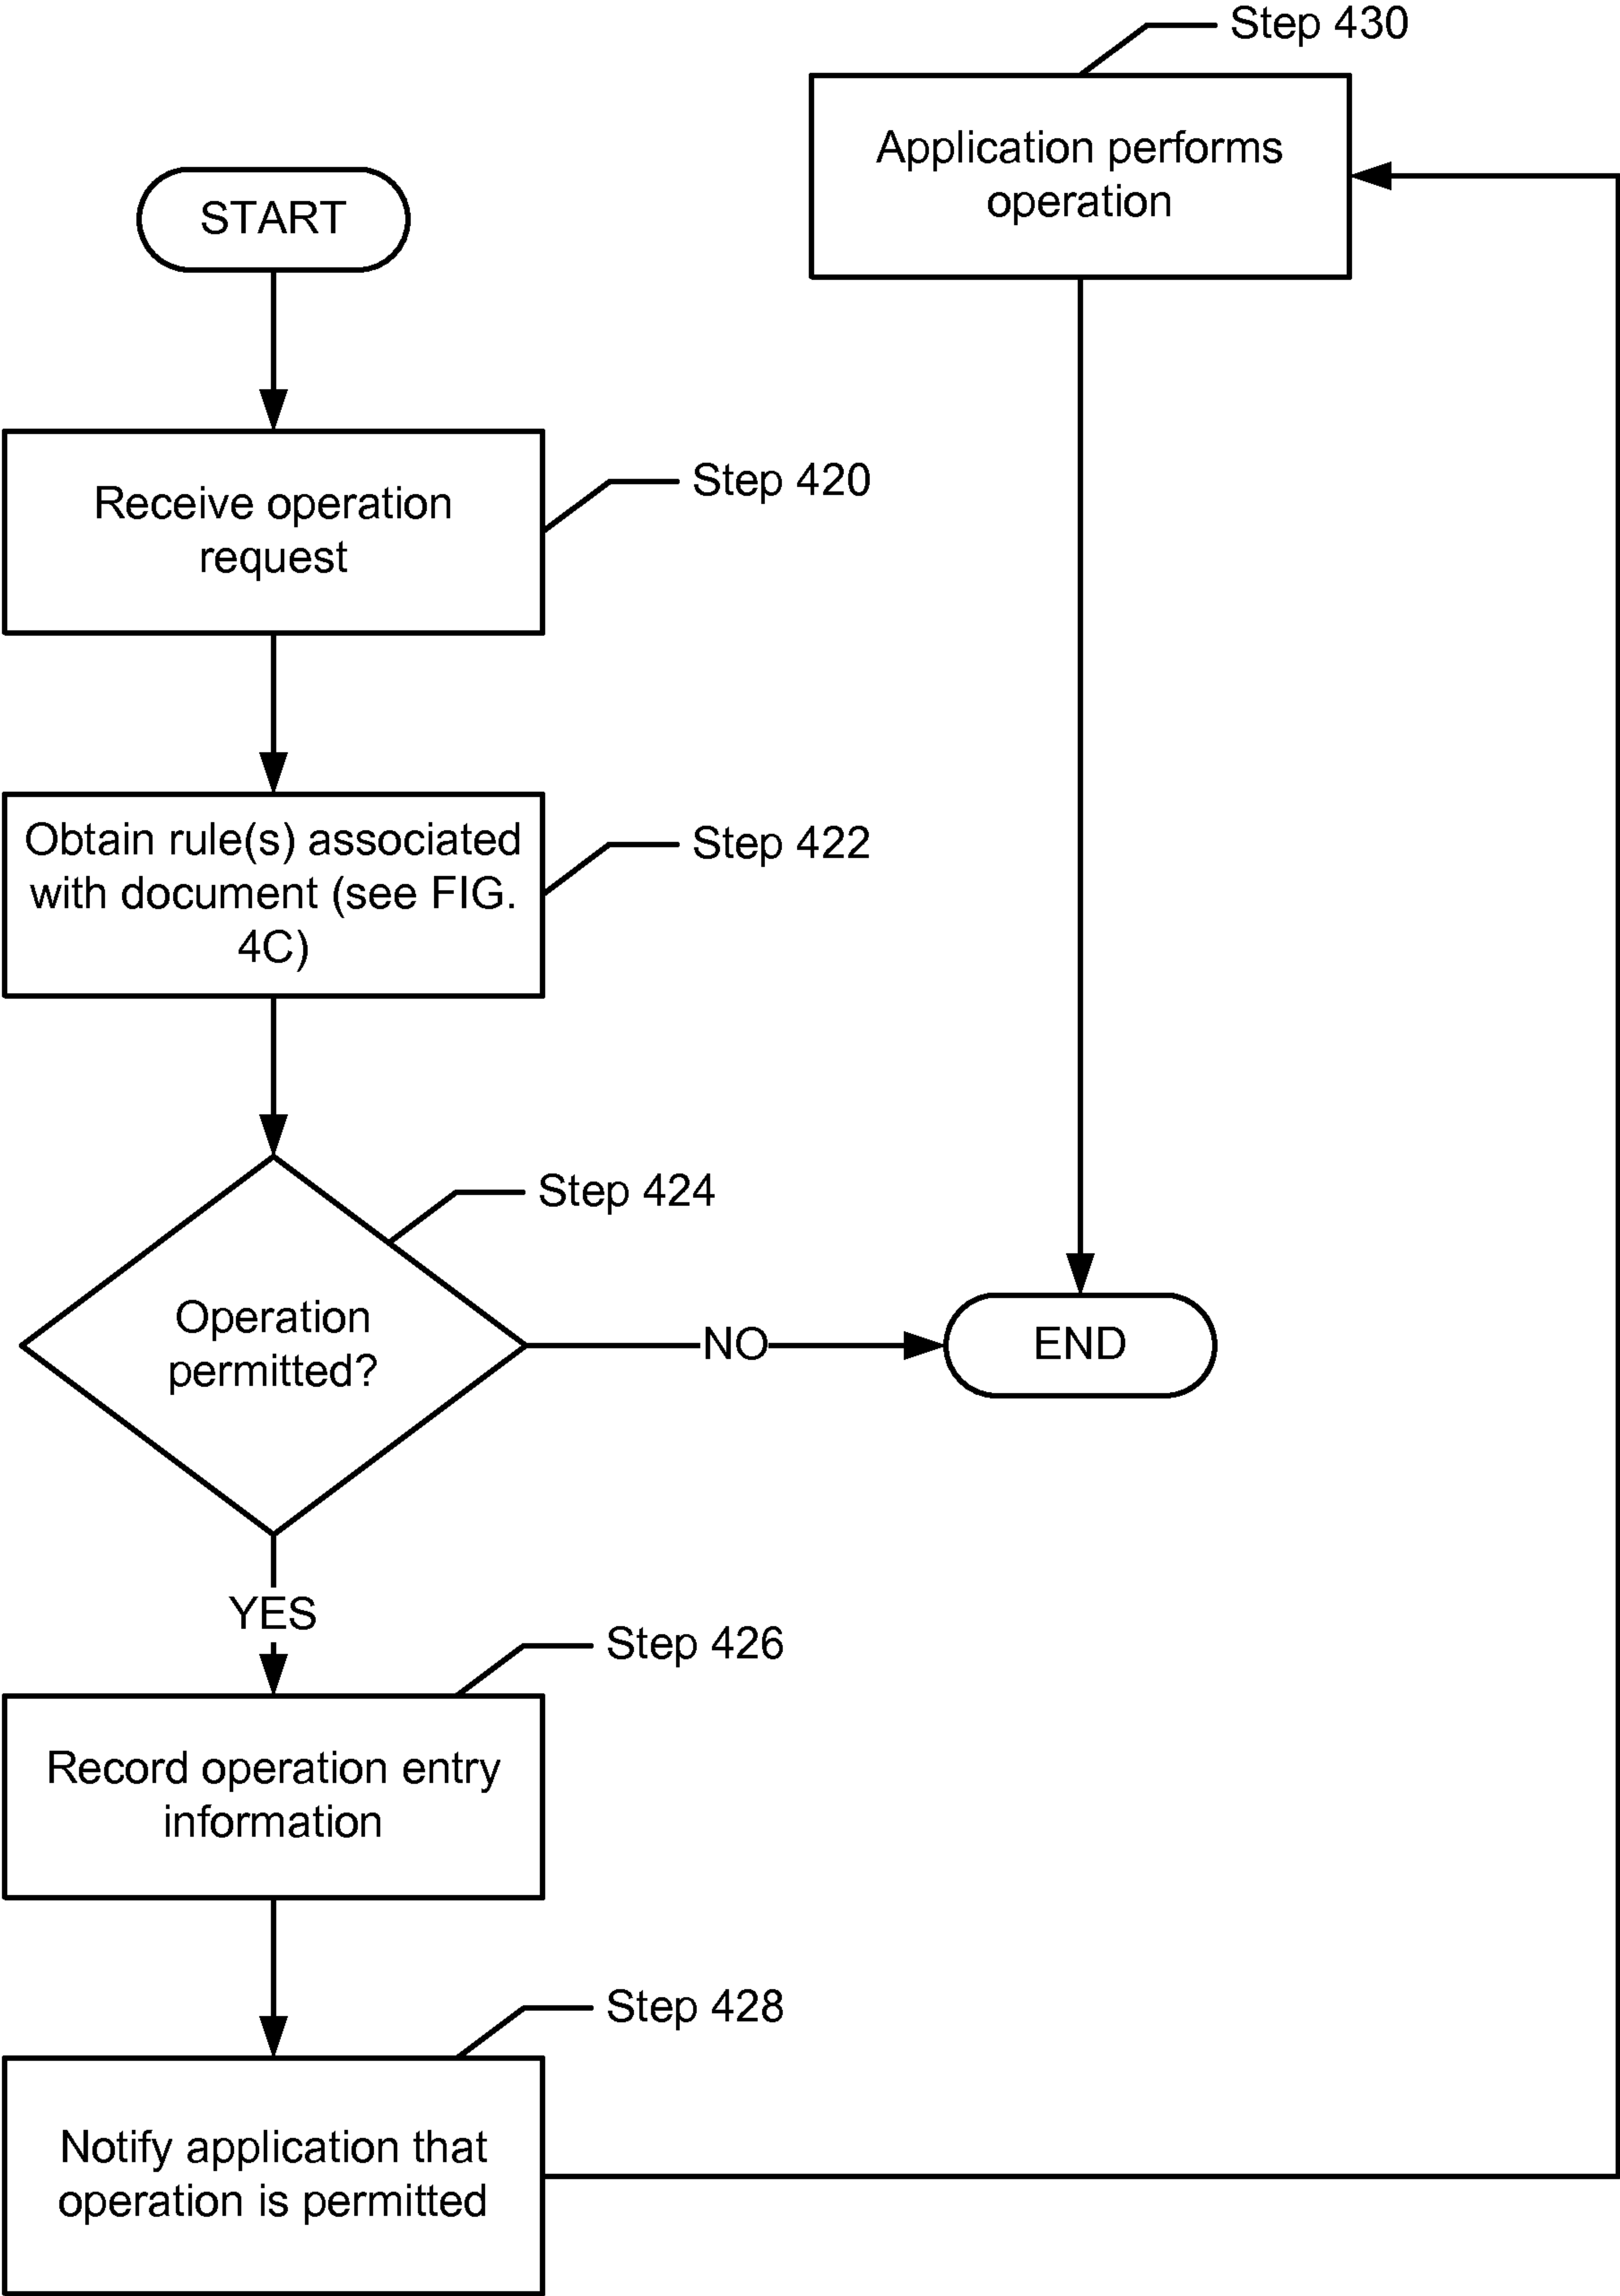 START
Receive operation
request
Step 420
Obtain rule(s) associated
with document (see FIG.
4C)
Step 422
Operation
permitted?
Step 424
NO
END
YES
Record operation entry
information
Step 426
Notify application that
operation is permitted
Step 428
Application performs
operation
Step 430